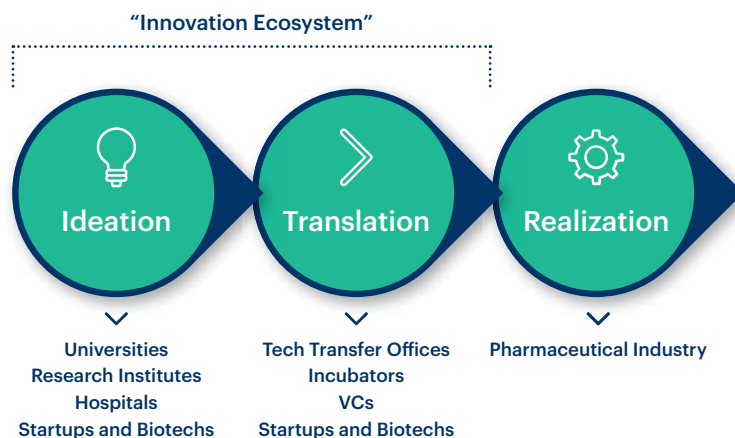 “Innovation Ecosystem”
Ideation
Translation
Realization
Universities
Research Institutes
Hospitals
Startups and Biotechs
Tech Transfer Offices
Incubators
VCs
Startups and Biotechs
Pharmaceutical Industry